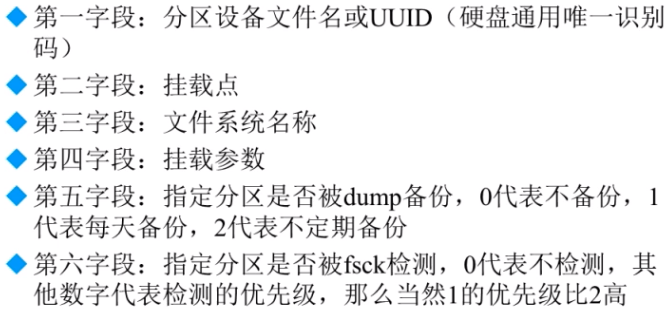 第一字段：分区设备文件名或UUID（硬盘通用唯一识别
码）
第二字段：挂载点
第三字段：文件系统名称
第四字段：挂载参数
第五字段：指定分区是否被dump备份，0代表不备份，1
代表每天备份，2代表不定期备份
第六字段：指定分区是否被fsck检测，0代表不检测，其
他数字代表检测的优先级，那么当然1的优先级比2高